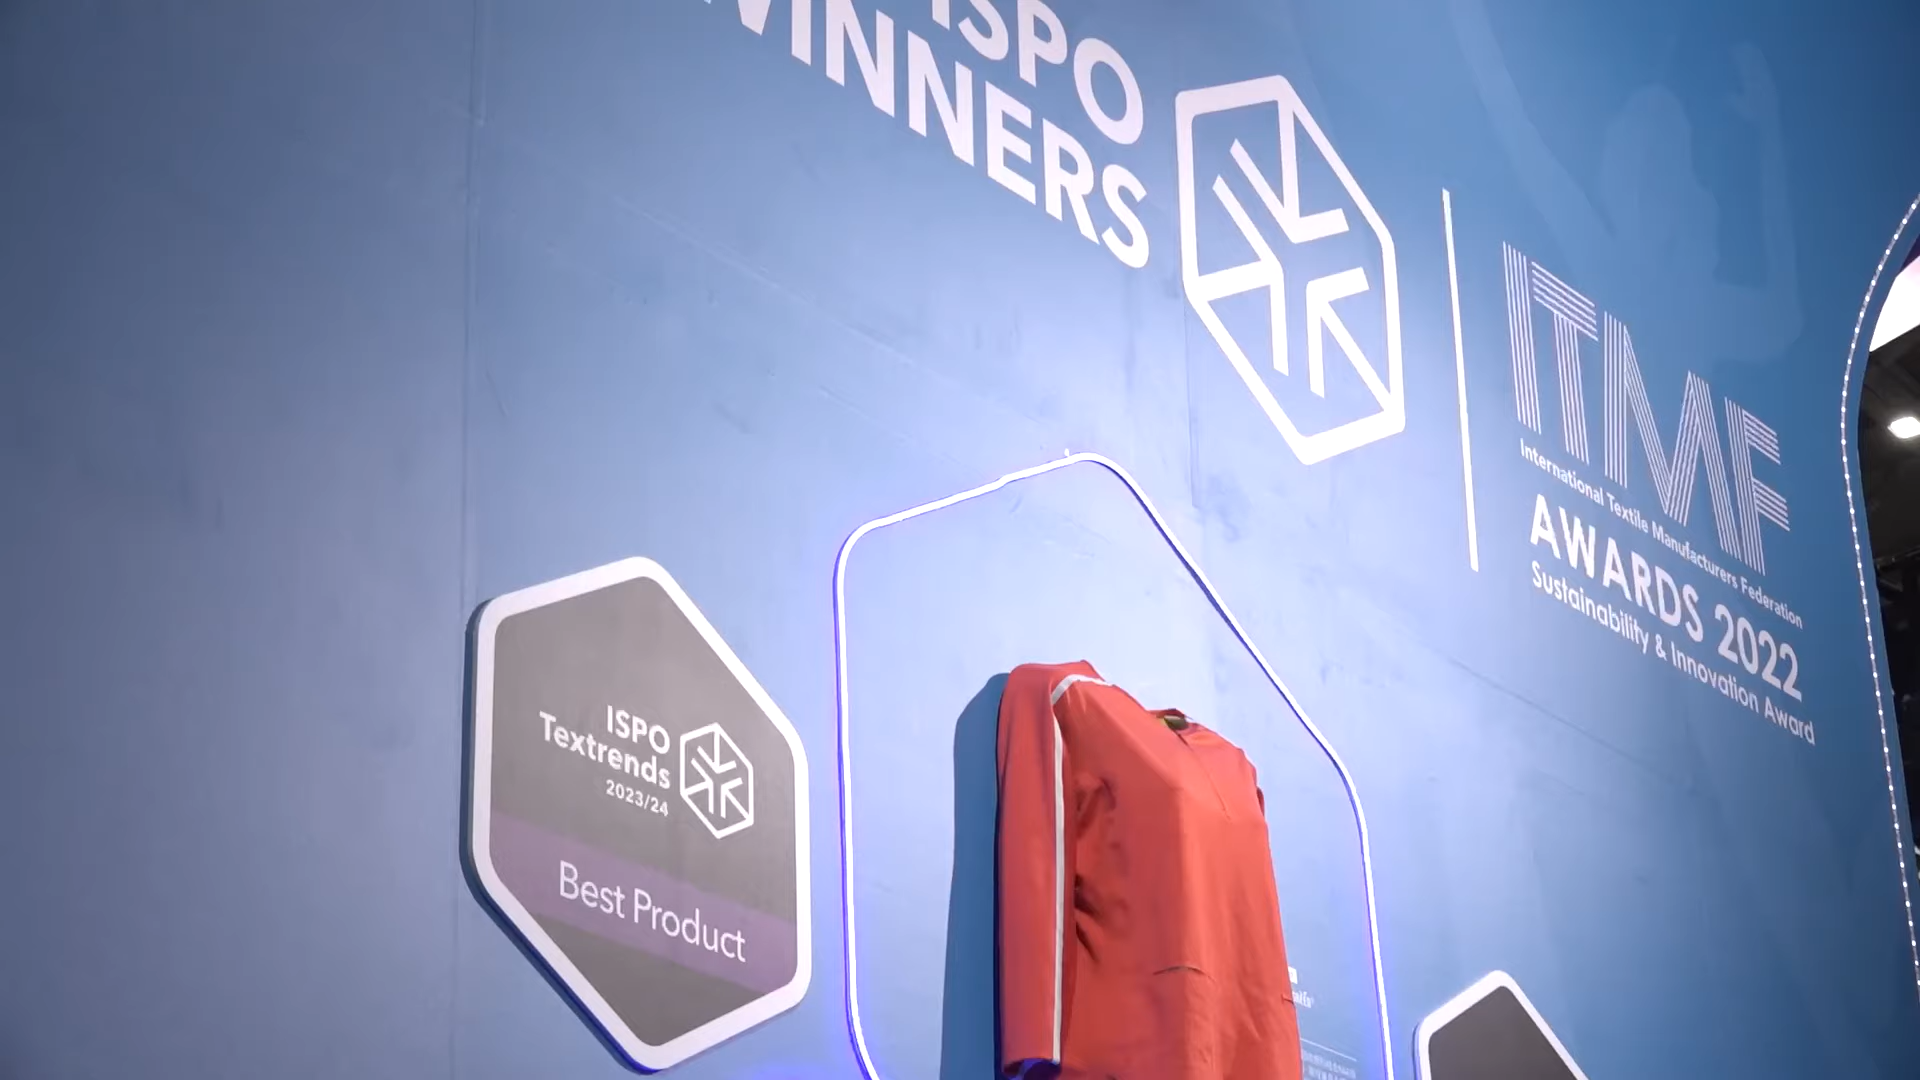 ISPO
WINNERS
ITMF
International Textile Manufacturers Federation
AWARDS 2022
Sustainability & Innovation Award
ISPO
Textrends
2023/24
Best Product